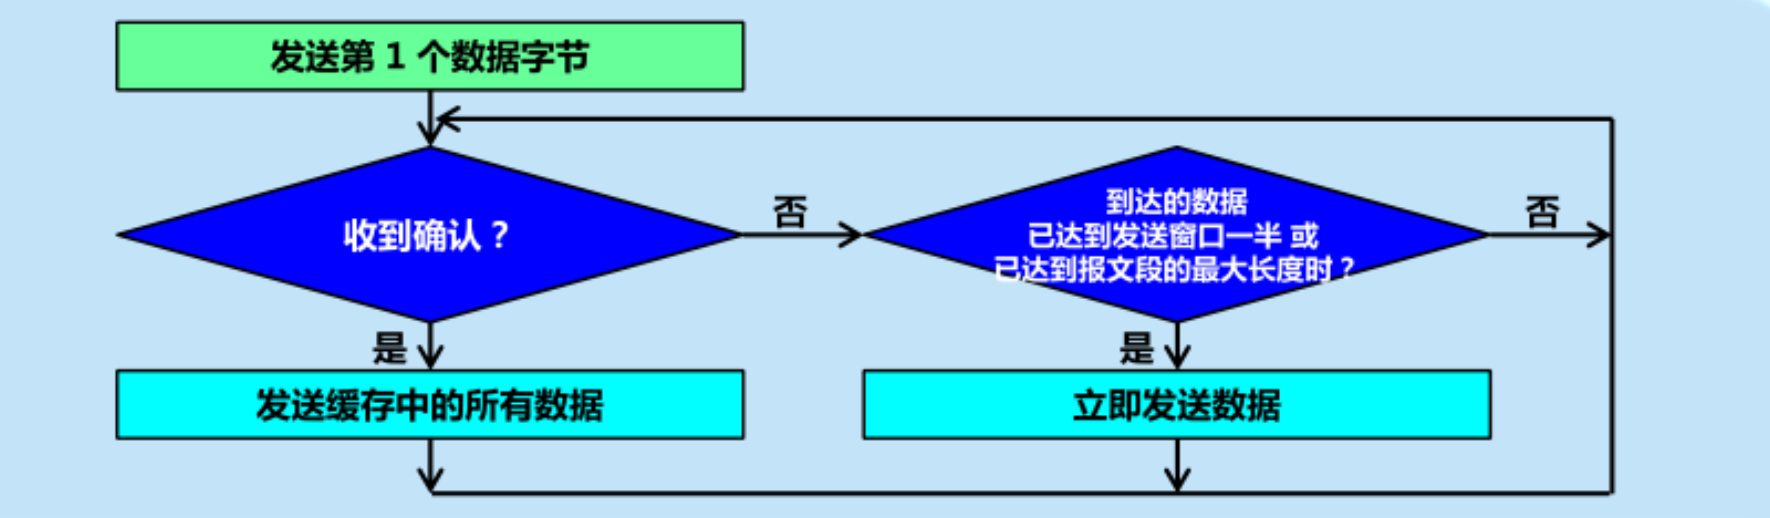 发送第 1 个数据字节
收到确认？
否
到达的数据
已达到发送窗口一半 或
已达到报文段的最大长度时？
否
是
是
发送缓存中的所有数据
立即发送数据